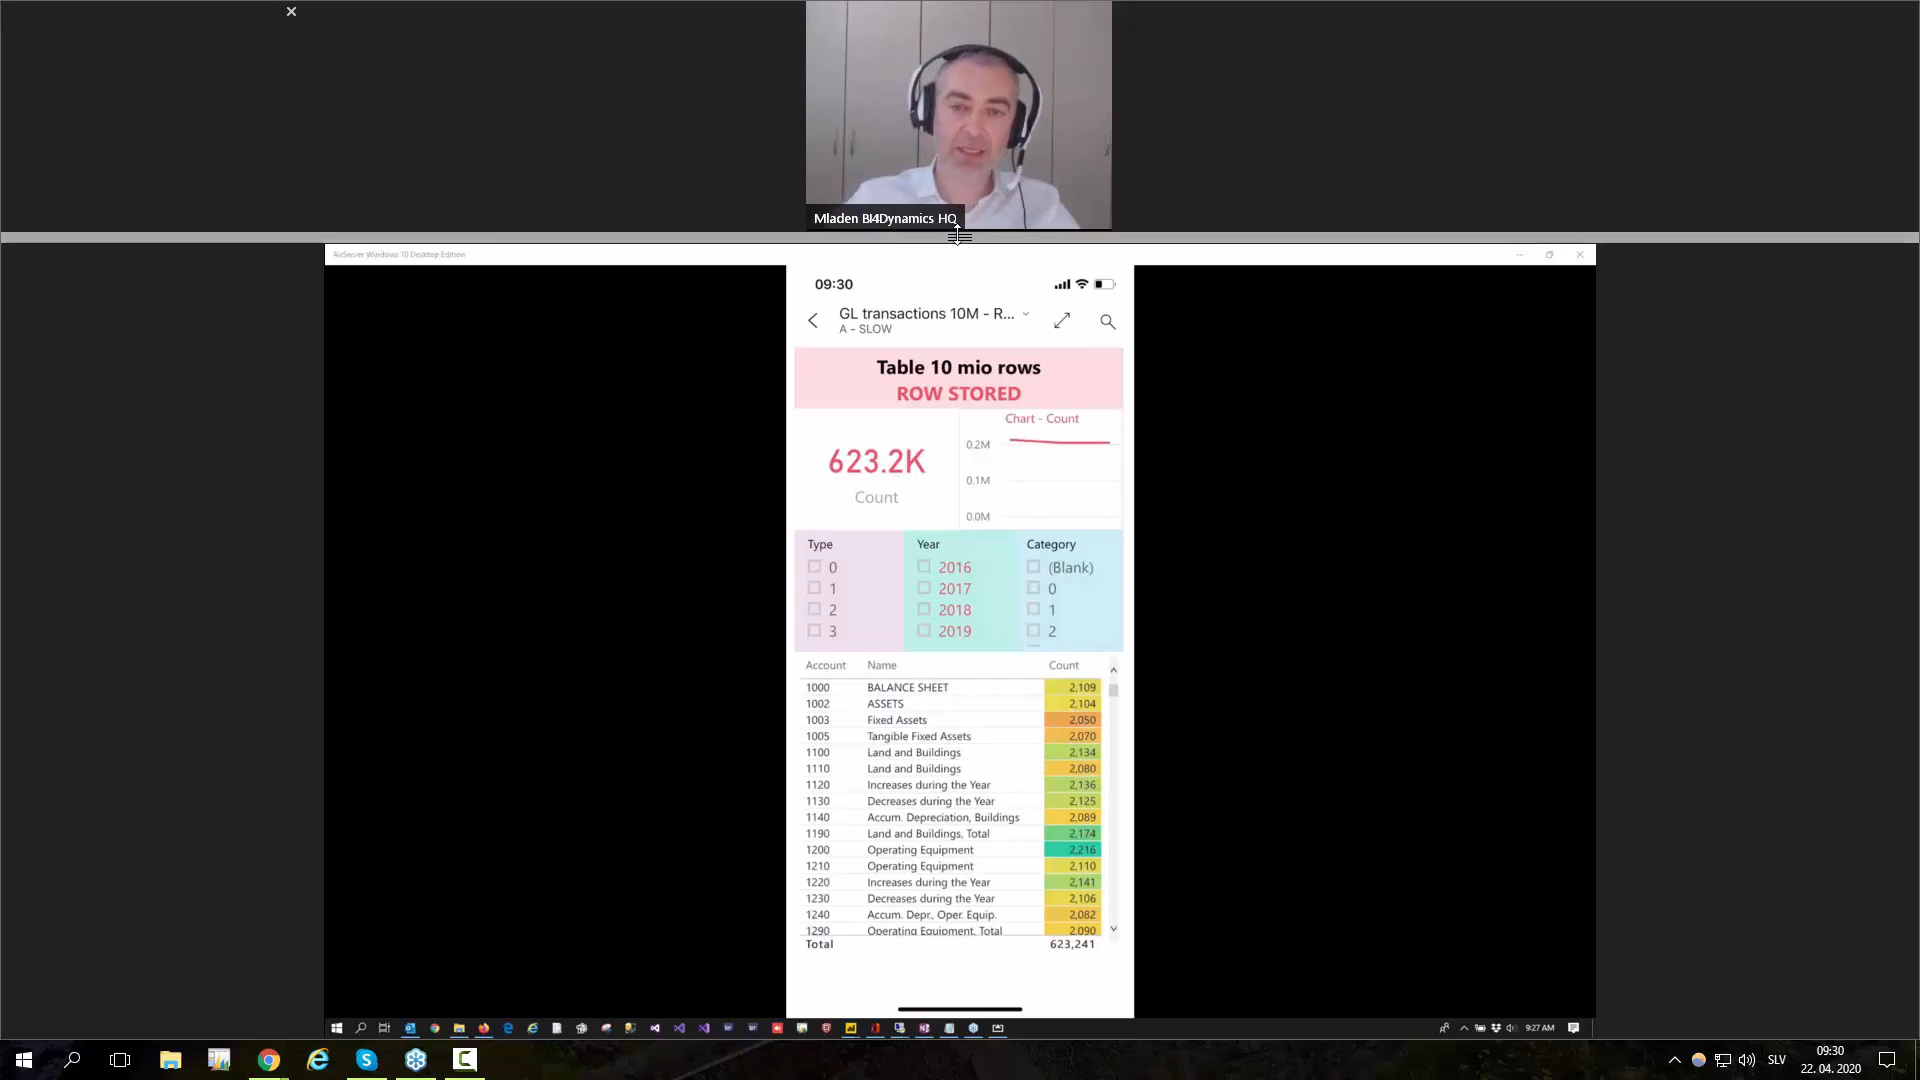 Mladen BI4Dynamics HQ
AirServer Windows 10 Desktop Edition
09:30
GL transactions 10M - R...
A - SLOW
Table 10 mio rows
ROW STORED
Chart - Count
0.2M
0.1M
0.0M
623.2K
Count
Type
0
1
2
3
Year
2016
2017
2018
2019
Category
(Blank)
0
1
2
Account Name Count
1000 BALANCE SHEET 2,109
1002 ASSETS 2,104
1003 Fixed Assets 2,050
1005 Tangible Fixed Assets 2,070
1100 Land and Buildings 2,134
1110 Land and Buildings 2,080
1120 Increases during the Year 2,136
1130 Decreases during the Year 2,125
1140 Accum. Depreciation, Buildings 2,089
1190 Land and Buildings, Total 2,174
1200 Operating Equipment 2,216
1210 Operating Equipment 2,110
1220 Increases during the Year 2,141
1230 Decreases during the Year 2,106
1240 Accum. Depr., Oper. Equip. 2,082
1290 Operating Equipment, Total 2,090
Total 623,241
9:27 AM
SLV
09:30
22. 04. 2020